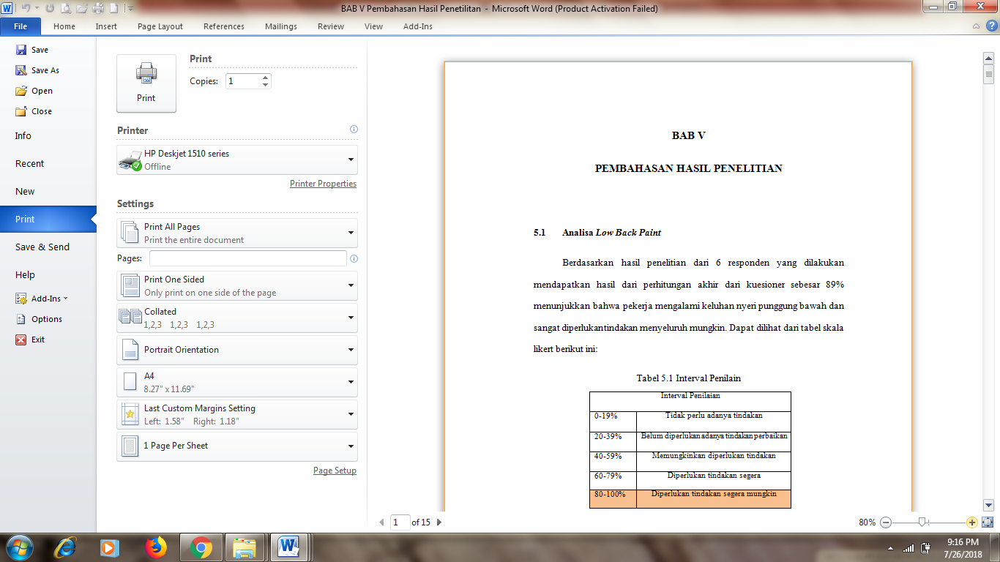 BAB V Pembahasan Hasil Penetilitan - Microsoft Word (Product Activation Failed)
File Home Insert Page Layout References Mailings Review View Add-Ins
Save
Save As
Open
Close
Info
Recent
New
Print
Save & Send
Help
Add-Ins
Options
Exit
Print
Print
Copies: 1
Printer
HP Deskjet 1510 series
Offline
Printer Properties
Settings
Print All Pages
Print the entire document
Pages:
Print One Sided
Only print on one side of the page
Collated
1,2,3 1,2,3 1,2,3
Portrait Orientation
A4
8.27" x 11.69"
Last Custom Margins Setting
Left: 1.58" Right: 1.18"
1 Page Per Sheet
Page Setup
BAB V
PEMBAHASAN HASIL PENELITIAN
5.1 Analisa Low Back Paint
Berdasarkan hasil penelitian dari 6 responden yang dilakukan
mendapatkan hasil dari perhitungan akhir dari kuesioner sebesar 89%
menunjukkan bahwa pekerja mengalami keluhan nyeri punggung bawah dan
sangat diperlukantindakan menyeluruh mungkin. Dapat dilihat dari tabel skala
likert berikut ini:
Tabel 5.1 Interval Penilain
Interval Penilaian
0-19% Tidak perlu adanya tindakan
20-39% Belum diperlukan adanya tindakan perbaikan
40-59% Memungkinkan diperlukan tindakan
60-79% Diperlukan tindakan segera
80-100% Diperlukan tindakan segera mungkin
1 of 15
80%
9:16 PM
7/26/2018